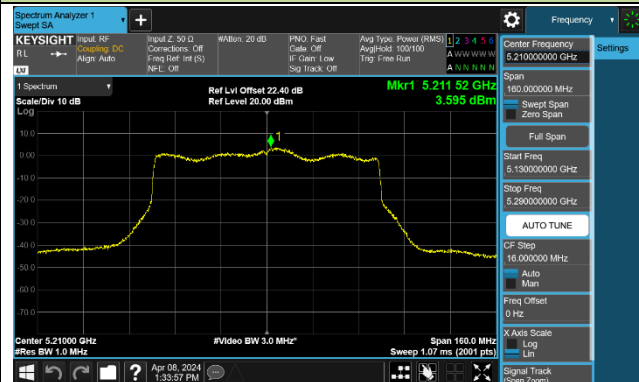 Spectrum Analyzer 1
Swept SA
Frequency
KEYSIGHT
RL
LXI
Input: RF
Coupling: DC
Align: Auto
Input Z: 50 Ω
Corrections: Off
Freq Ref: Int (S)
NFE: Off
#Atten: 20 dB
PNO: Fast
Gate: Off
IF Gain: Low
Sig Track: Off
Avg Type: Power (RMS)
Avg|Hold: 100/100
Trig: Free Run
1 2 3 4 5 6
A W W W W W
A N N N N N
1 Spectrum
Scale/Div 10 dB
Log
Ref Lvl Offset 22.40 dB
Ref Level 20.00 dBm
Mkr1 5.211 52 GHz
3.595 dBm
1
10.0
0.00
-10.0
-20.0
-30.0
-40.0
-50.0
-60.0
-70.0
Center 5.21000 GHz
#Res BW 1.0 MHz
#Video BW 3.0 MHz*
Span 160.0 MHz
Sweep 1.07 ms (2001 pts)
Apr 08, 2024
1:33:57 PM
Center Frequency
5.210000000 GHz
Settings
Span
160.000000 MHz
Swept Span
Zero Span
Full Span
Start Freq
5.130000000 GHz
Stop Freq
5.290000000 GHz
AUTO TUNE
CF Step
16.000000 MHz
Auto
Man
Freq Offset
0 Hz
X Axis Scale
Log
Lin
Signal Track
(Span Zoom)